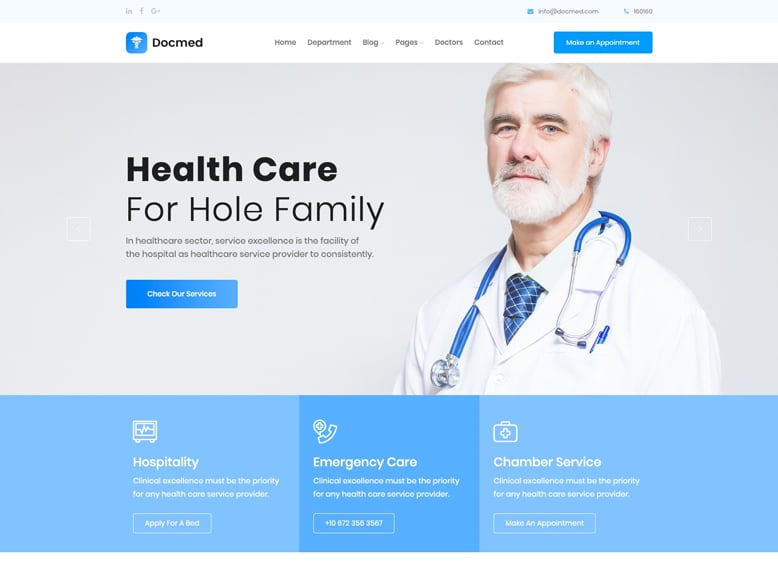 info@docmed.com
160160
Docmed
Home Department Blog Pages Doctors Contact
Make an Appointment
Health Care
For Hole Family
In healthcare sector, service excellence is the facility of
the hospital as healthcare service provider to consistently.
Check Our Services
Hospitality
Clinical excellence must be the priority
for any health care service provider.
Apply For A Bed
Emergency Care
Clinical excellence must be the priority
for any health care service provider.
+10 672 356 3567
Chamber Service
Clinical excellence must be the priority
for any health care service provider.
Make An Appointment